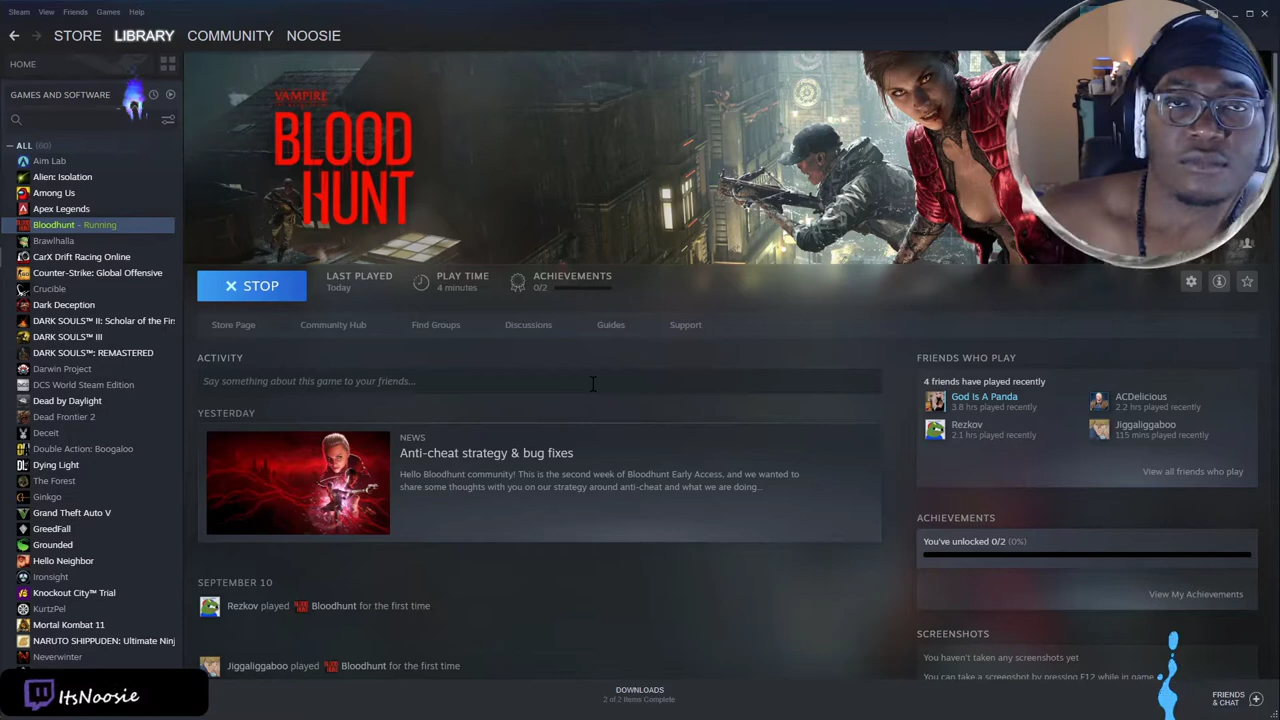 Steam View Friends Games Help
STORE LIBRARY COMMUNITY NOOSIE
HOME
GAMES AND SOFTWARE
ALL (60)
Aim Lab
Alien: Isolation
Among Us
Apex Legends
Bloodhunt - Running
Brawlhalla
CarX Drift Racing Online
Counter-Strike: Global Offensive
Crucible
Dark Deception
DARK SOULS™ II: Scholar of the Firs
DARK SOULS™ III
DARK SOULS™: REMASTERED
Darwin Project
DCS World Steam Edition
Dead by Daylight
Dead Frontier 2
Deceit
Double Action: Boogaloo
Dying Light
The Forest
Ginkgo
Grand Theft Auto V
GreedFall
Grounded
Hello Neighbor
Ironsight
Knockout City™ Trial
KurtzPel
Mortal Kombat 11
NARUTO SHIPPUDEN: Ultimate Ninj
Neverwinter
ItsNoosie
VAMPIRE
BLOOD
HUNT
STOP
LAST PLAYED
Today
PLAY TIME
4 minutes
ACHIEVEMENTS
0/2
Store Page Community Hub Find Groups Discussions Guides Support
ACTIVITY
Say something about this game to your friends...
YESTERDAY
NEWS
Anti-cheat strategy & bug fixes
Hello Bloodhunt community! This is the second week of Bloodhunt Early Access, and we wanted to
share some thoughts with you on our strategy around anti-cheat and what we are doing...
SEPTEMBER 10
Rezkov played Bloodhunt for the first time
Jiggaliggaboo played Bloodhunt for the first time
FRIENDS WHO PLAY
4 friends have played recently
God Is A Panda
3.8 hrs played recently
ACDelicious
2.2 hrs played recently
Rezkov
2.1 hrs played recently
Jiggaliggaboo
115 mins played recently
View all friends who play
ACHIEVEMENTS
You've unlocked 0/2 (0%)
View My Achievements
SCREENSHOTS
You haven't taken any screenshots yet
You can take a screenshot by pressing F12 while in game
DOWNLOADS
2 of 2 Items Complete
FRIENDS
& CHAT